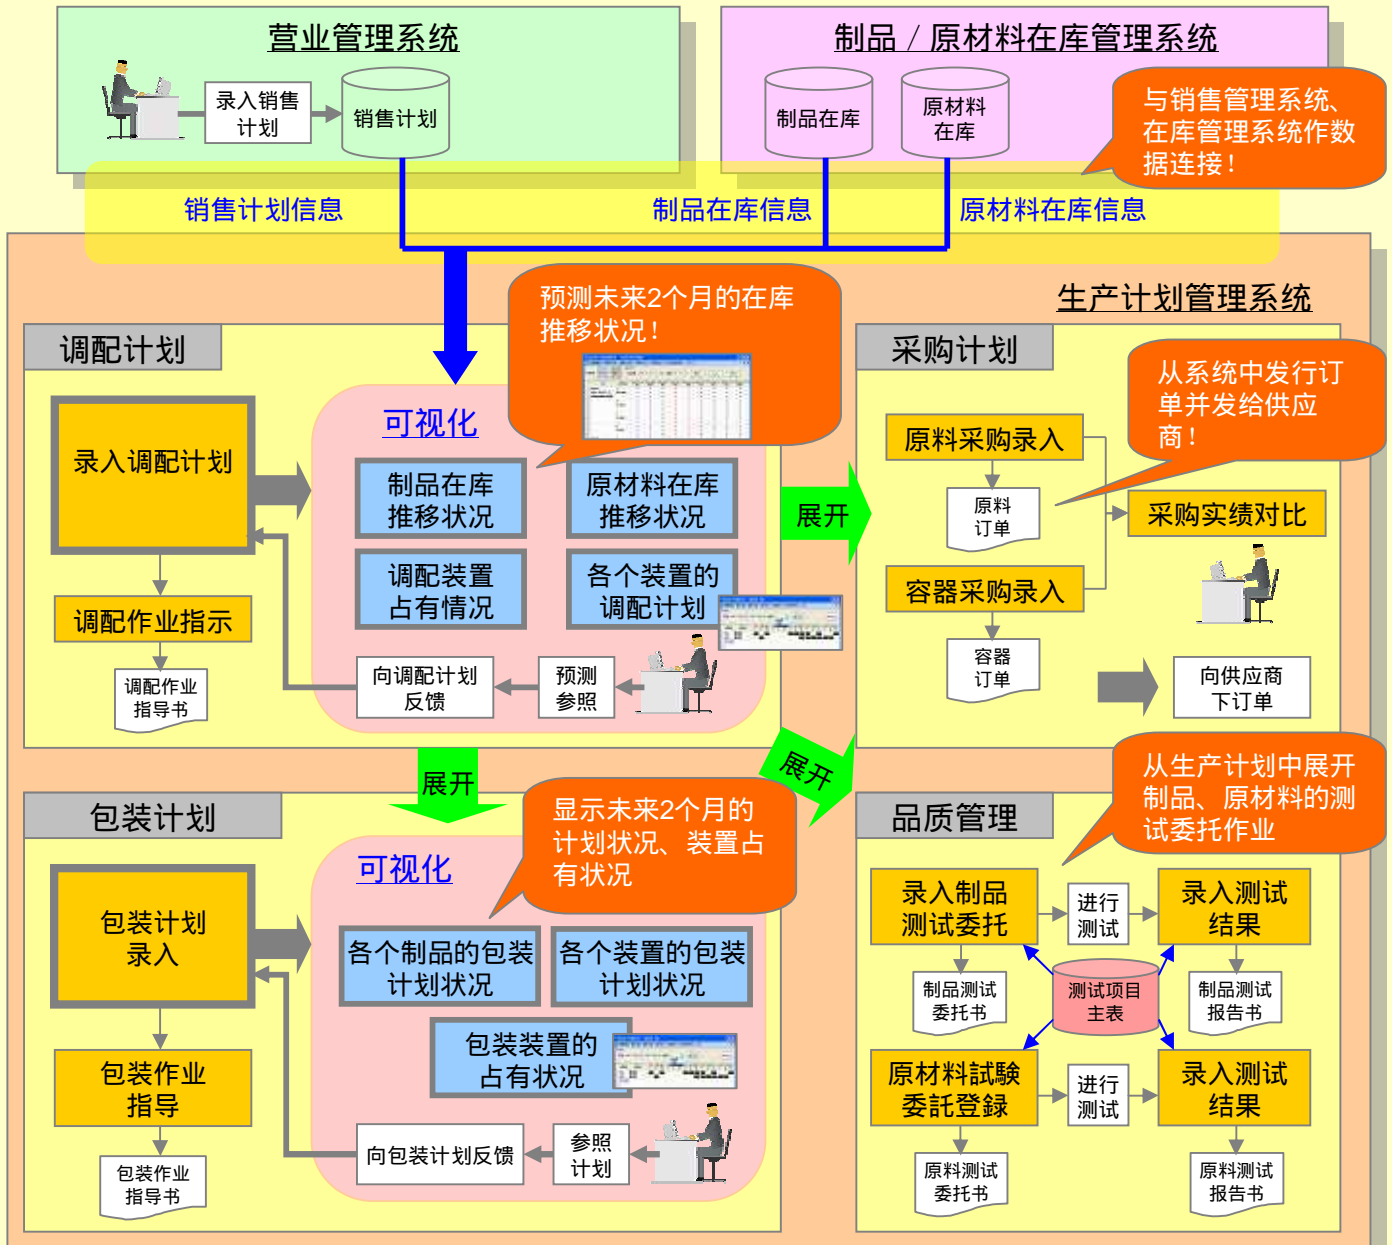 营业管理系统
录入销售
计划
销售计划
制品／原材料在库管理系统
制品在库
原材料
在库
与销售管理系统、
在库管理系统作数
据连接！
销售计划信息
制品在库信息
原材料在库信息
生产计划管理系统
调配计划
录入调配计划
调配作业指示
调配作业
指导书
可视化
预测未来2个月的在库
推移状况！
制品在库
推移状况
原材料在库
推移状况
调配装置
占有情况
各个装置的
调配计划
向调配计划
反馈
预测
参照
展开
采购计划
从系统中发行订
单并发给供应
商！
原料采购录入
原料
订单
采购实绩对比
容器采购录入
容器
订单
向供应商
下订单
展开
展开
包装计划
包装计划
录入
包装作业
指导
包装作业
指导书
可视化
显示未来2个月的
计划状况、装置占
有状况
各个制品的包装
计划状况
各个装置的包装
计划状况
包装装置的
占有状况
向包装计划反馈
参照
计划
品质管理
从生产计划中展开
制品、原材料的测
试委托作业
录入制品
测试委托
进行
测试
录入测试
结果
制品测试
委托书
测试项目
主表
制品测试
报告书
原材料試験
委託登録
进行
测试
录入测试
结果
原料测试
委托书
原料测试
报告书